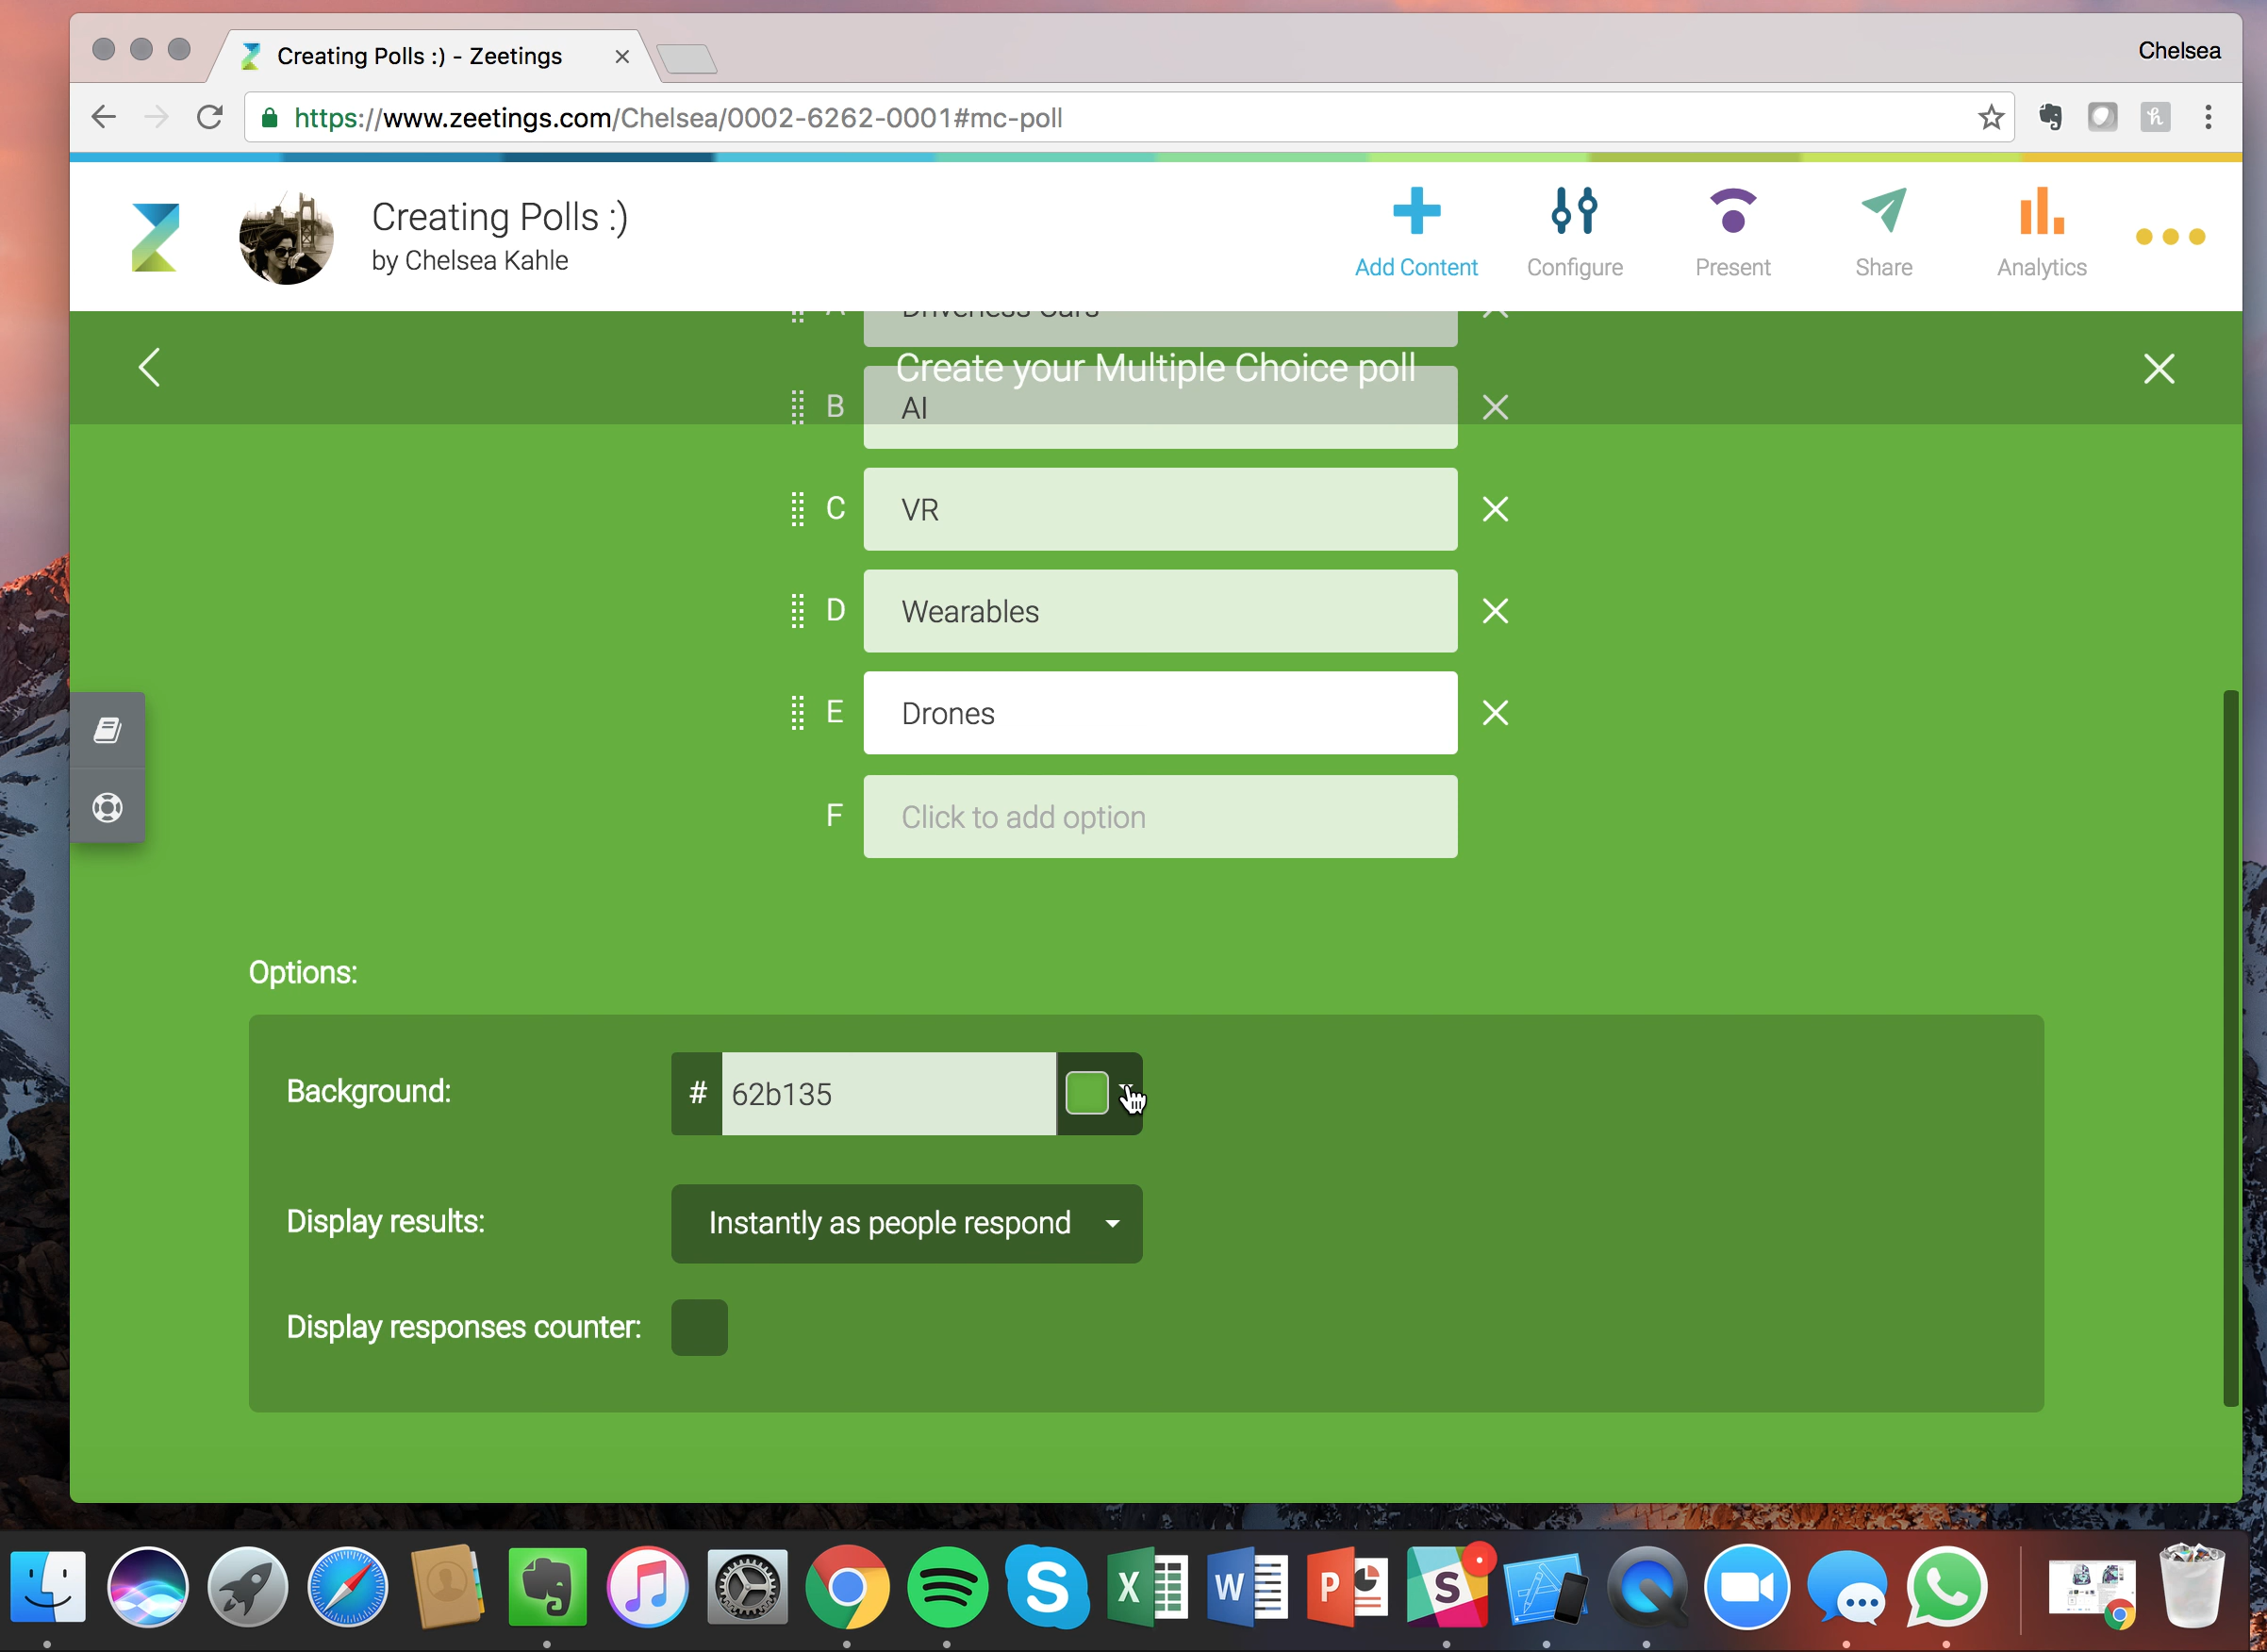 Creating Polls :) - Zeetings
Chelsea
https://www.zeetings.com/Chelsea/0002-6262-0001#mc-poll
Creating Polls :)
by Chelsea Kahle
Add Content
Configure
Present
Share
Analytics
A Driverless Cars
Create your Multiple Choice poll
B AI
C VR
D Wearables
E Drones
F Click to add option
Options:
Background: # 62b135
Display results: Instantly as people respond
Display responses counter: